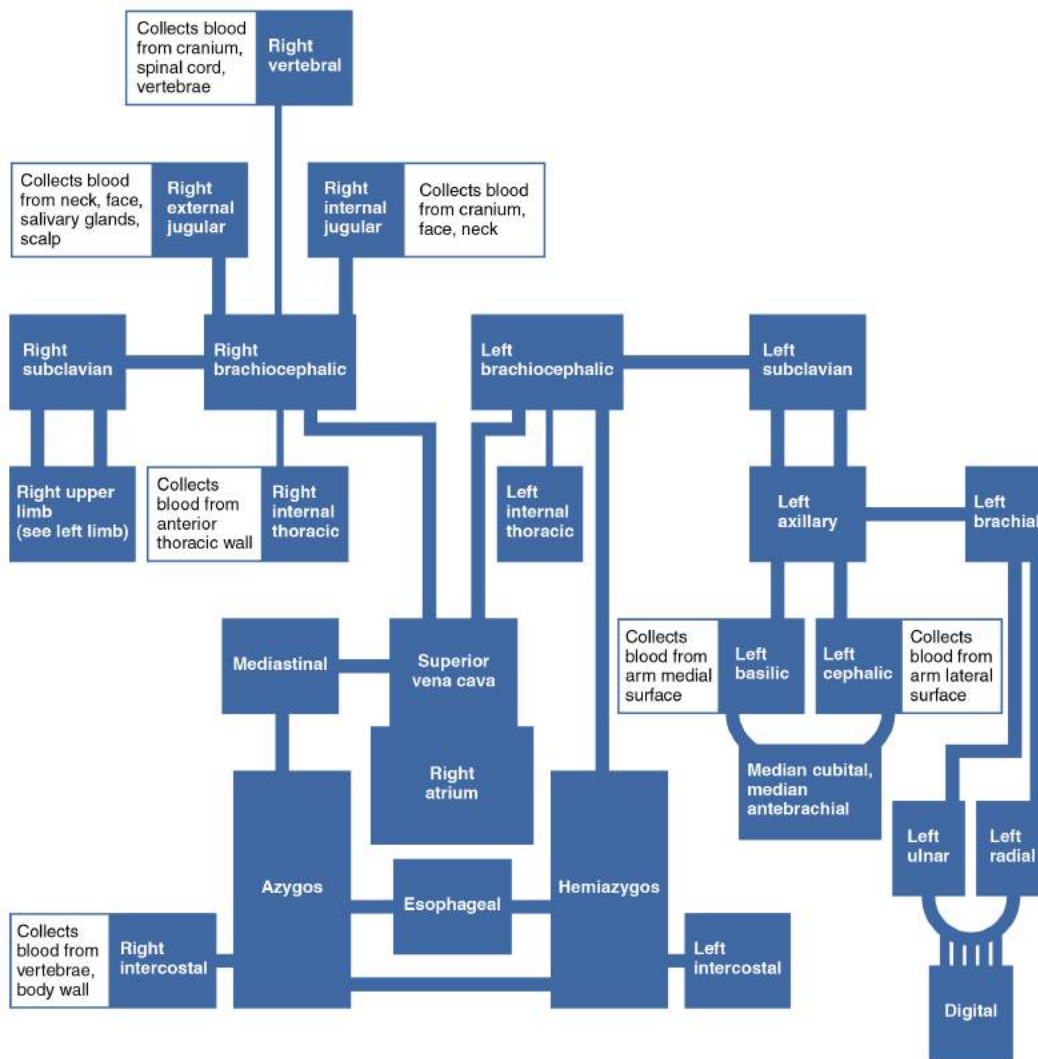 Collects blood
from cranium,
spinal cord,
vertebrae
Right
vertebral
Collects blood
from neck, face,
salivary glands,
scalp
Right
external
jugular
Right
internal
jugular
Collects blood
from cranium,
face, neck
Right
subclavian
Right
brachiocephalic
Left
brachiocephalic
Left
subclavian
Right upper
limb
(see left limb)
Collects
blood from
anterior
thoracic wall
Right
internal
thoracic
Left
internal
thoracic
Left
axillary
Left
brachial
Mediastinal
Superior
vena cava
Collects
blood from
arm medial
surface
Left
basilic
Left
cephalic
Collects
blood from
arm lateral
surface
Right
atrium
Median cubital,
median
antebrachial
Left
ulnar
Left
radial
Azygos
Esophageal
Hemiazygos
Collects
blood from
vertebrae,
body wall
Right
intercostal
Left
intercostal
Digital